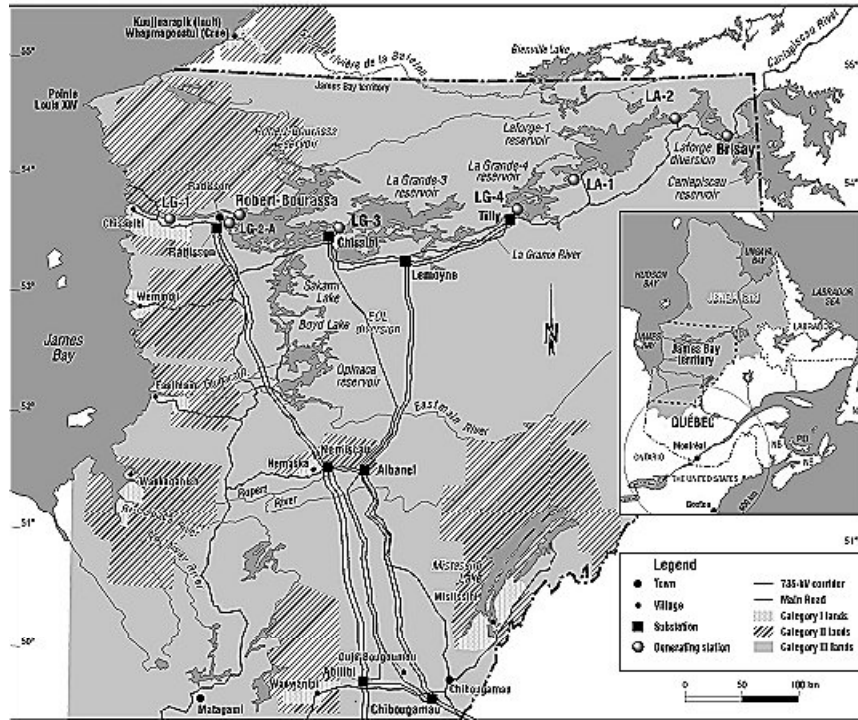 Kuujjuarapik (Inuit)
Whapmagoostui (Cree)
Bienville Lake
Caniapiscau River
55°
55°
James Bay territory
Pointe
Louis XIV
LA-2
Laforge-1
reservoir
Robert-Bourassa
Reservoir
Brisay
Laforge
diversion
54°
La Grande-4
reservoir
La Grande-3
reservoir
LA-1
Caniapiscau
reservoir
54°
Radisson
LG-1
Robert-Bourassa
LG-4
Chisasibi
LG-2-A
LG-3
Tilly
Radisson
Chissibi
La Grande River
53°
Lemoyne
Sakami
Lake
Wemindji
Boyd Lake
EOL
diversion
N
James
Bay
Opinaca
reservoir
Eastmain
52°
Eastmain River
Nemiscau
Nemaska
Albanel
Waskaganish
Rupert
River
51°
51°
Mistassini
Lake
Mistissini
50°
Oujé Bougoumou
Abitibi
Waswanipi
Chibougamau
Matagami
Chibougamau
HUDSON
BAY
UNGAVA
BAY
LABRADOR
SEA
JAMES
BAY
LABRADOR
James Bay
territory
QUÉBEC
Montréal
NB
PEI
NS
ONTARIO
THE UNITED STATES
Boston
Legend
Town
Village
Substation
Generating station
735-kV corridor
Main Road
Category I lands
Category II lands
Category III lands
0 50 100 km